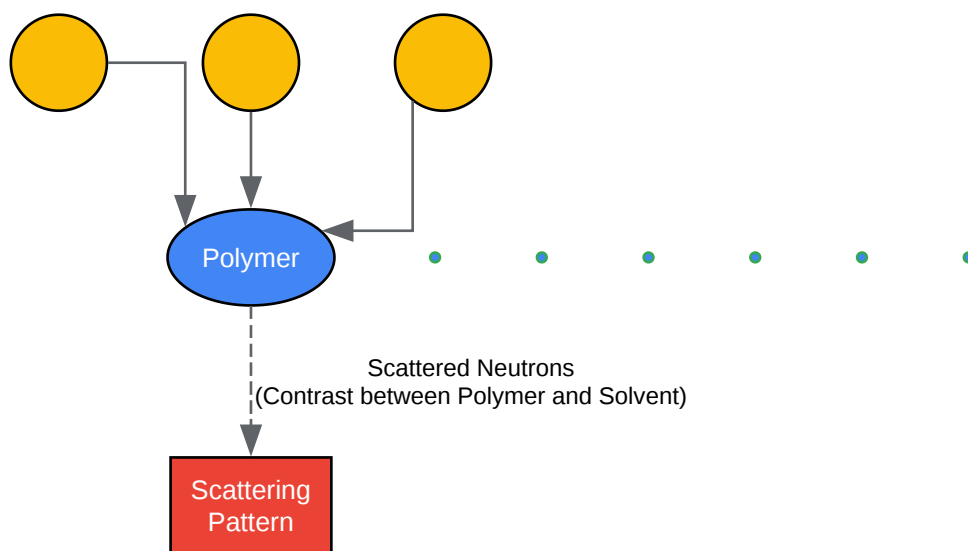 Polymer
Scattered Neutrons
(Contrast between Polymer and Solvent)
Scattering
Pattern